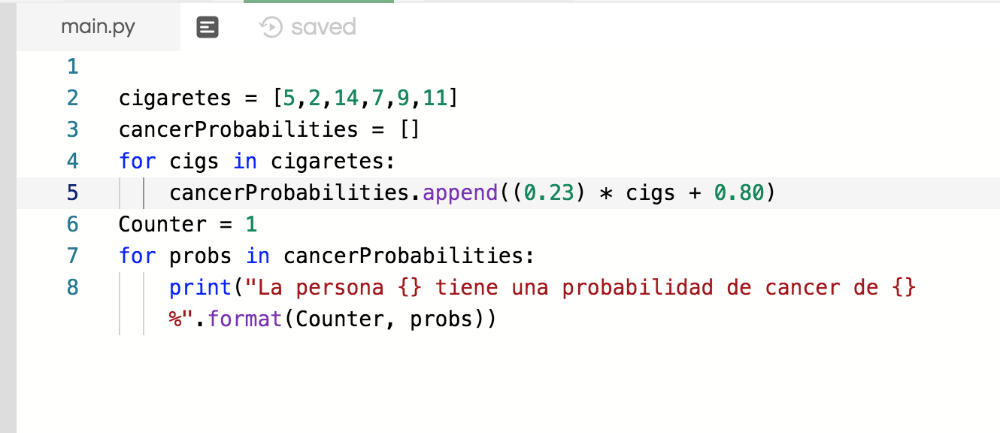 main.py saved
1
2 cigaretes = [5,2,14,7,9,11]
3 cancerProbabilities = []
4 for cigs in cigaretes:
5     cancerProbabilities.append((0.23) * cigs + 0.80)
6 Counter = 1
7 for probs in cancerProbabilities:
8     print("La persona {} tiene una probabilidad de cancer de {}
    %".format(Counter, probs))